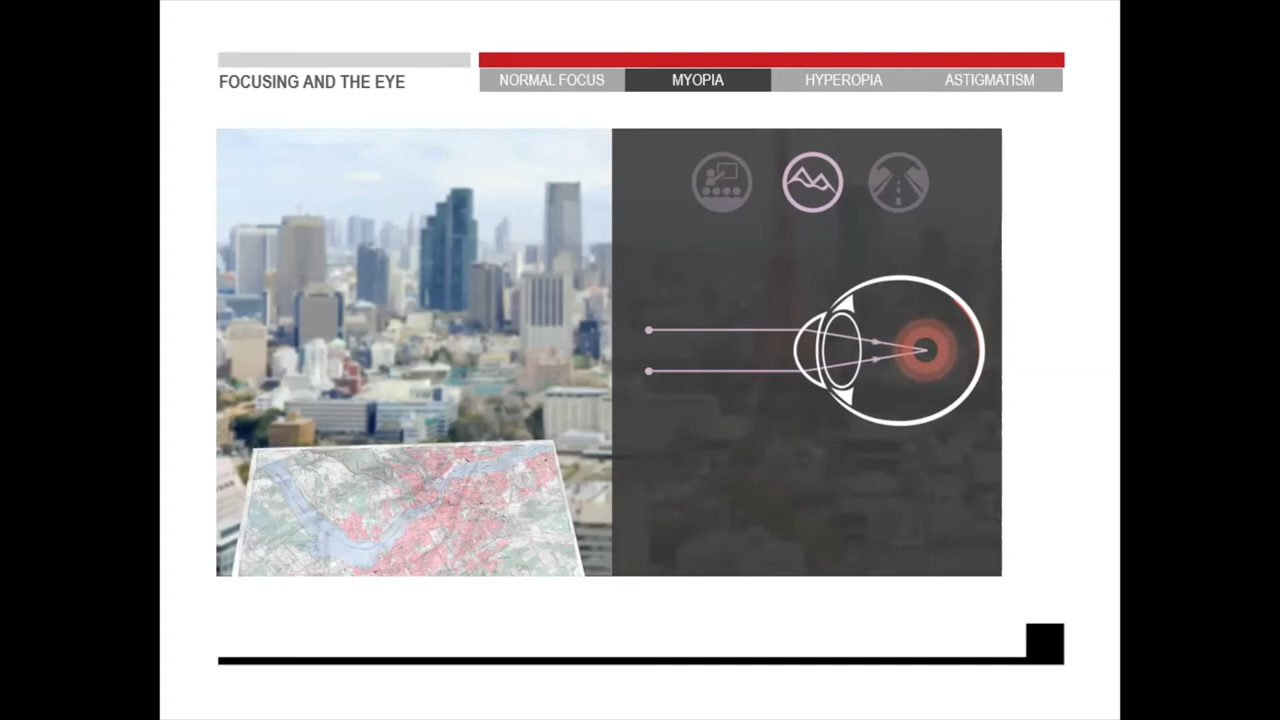 FOCUSING AND THE EYE
NORMAL FOCUS
MYOPIA
HYPEROPIA
ASTIGMATISM